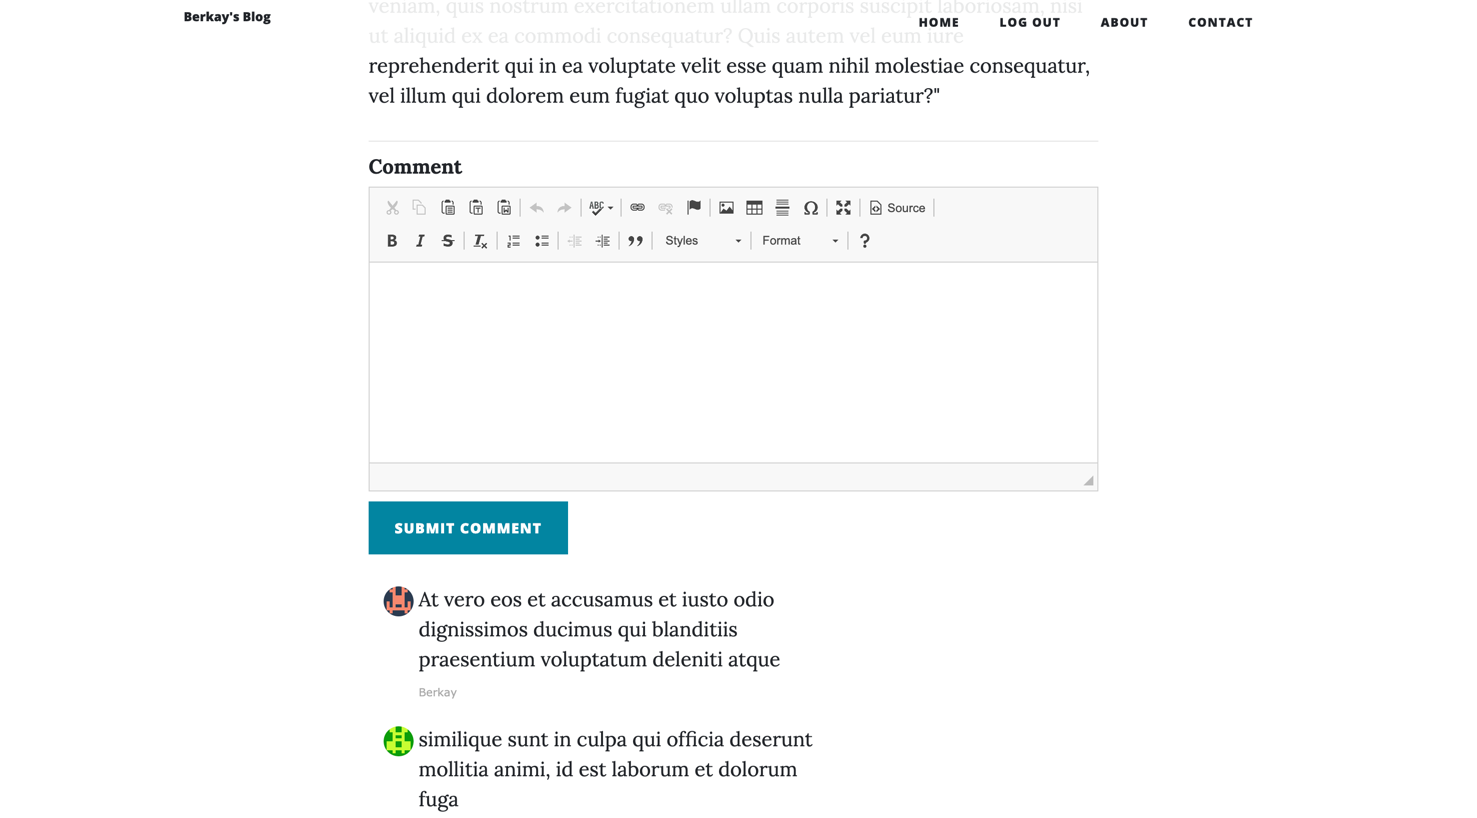 Berkay's Blog
HOME LOG OUT ABOUT CONTACT
veniam, quis nostrum exercitationem ullam corporis suscipit laboriosam, nisi
ut aliquid ex ea commodi consequatur? Quis autem vel eum iure
reprehenderit qui in ea voluptate velit esse quam nihil molestiae consequatur,
vel illum qui dolorem eum fugiat quo voluptas nulla pariatur?"
Comment
ABC Ω Source
B I S Tx Styles Format ?
SUBMIT COMMENT
At vero eos et accusamus et iusto odio
dignissimos ducimus qui blanditiis
praesentium voluptatum deleniti atque
Berkay
similique sunt in culpa qui officia deserunt
mollitia animi, id est laborum et dolorum
fuga